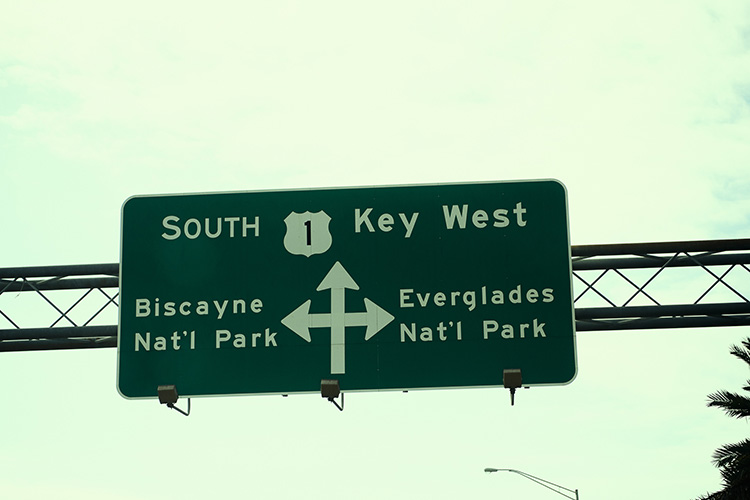 SOUTH 1 Key West
Biscayne
Nat'l Park
Everglades
Nat'l Park